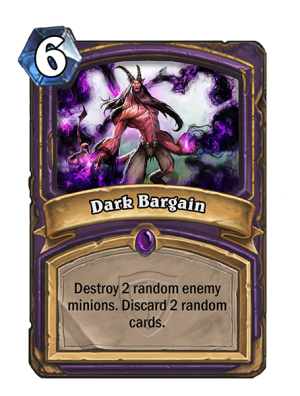 6
Dark Bargain
Destroy 2 random enemy
minions. Discard 2 random
cards.